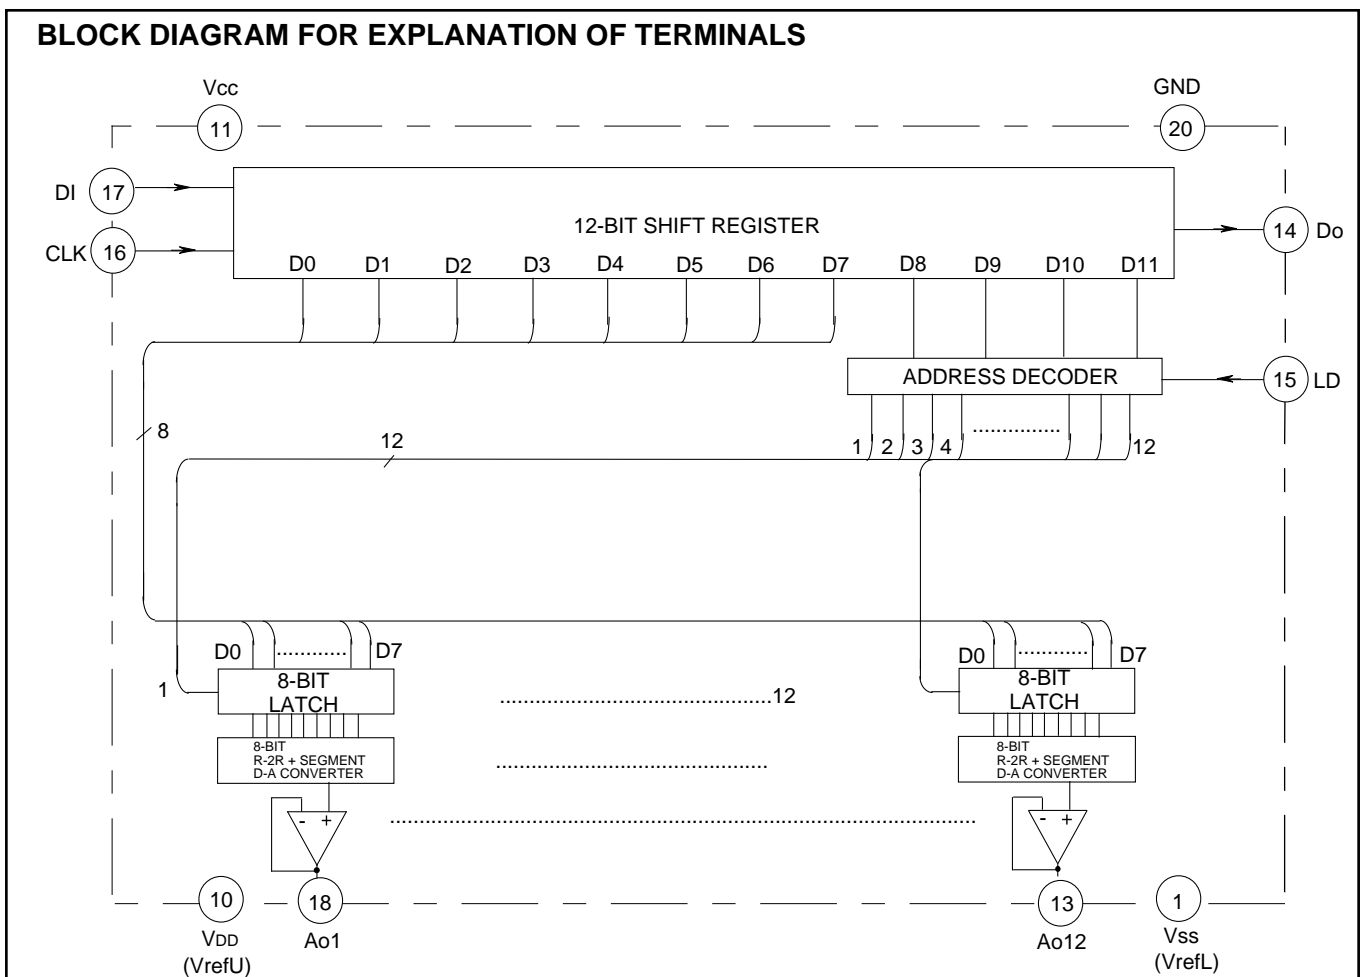 BLOCK DIAGRAM FOR EXPLANATION OF TERMINALS
Vcc
GND
11
20
DI
17
12-BIT SHIFT REGISTER
14
Do
CLK
16
D0 D1 D2 D3 D4 D5 D6 D7 D8 D9 D10 D11
ADDRESS DECODER
15
LD
8
12
1 2 3 4 ............... 12
D0 ............ D7
D0 ............ D7
1
8-BIT
LATCH
............................................12
8-BIT
LATCH
8-BIT
R-2R + SEGMENT
D-A CONVERTER
............................................
8-BIT
R-2R + SEGMENT
D-A CONVERTER
- +
................................................................................................
- +
10
18
13
1
VDD
(VrefU)
Ao1
Ao12
Vss
(VrefL)